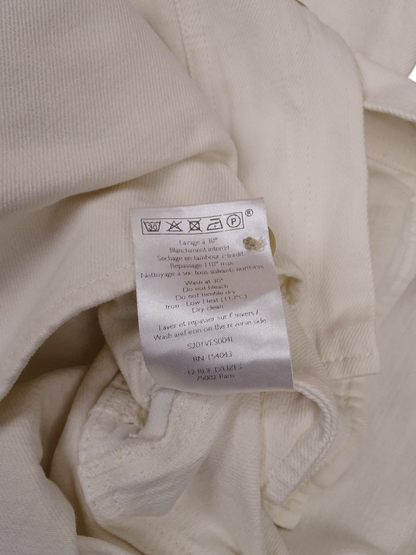 30 P ®
Lavage à 30°
Blanchiment interdit
Séchage en tambour interdit
Repassage 110° max
Nettoyage à sec tous solvants
Wash at 30°
Do not bleach
Do not tumble dry
Iron : Low Heat (110°C)
Dry clean
Laver et repasser sur l'envers /
Wash and iron on the reverse side
RN 154043
75002 Paris